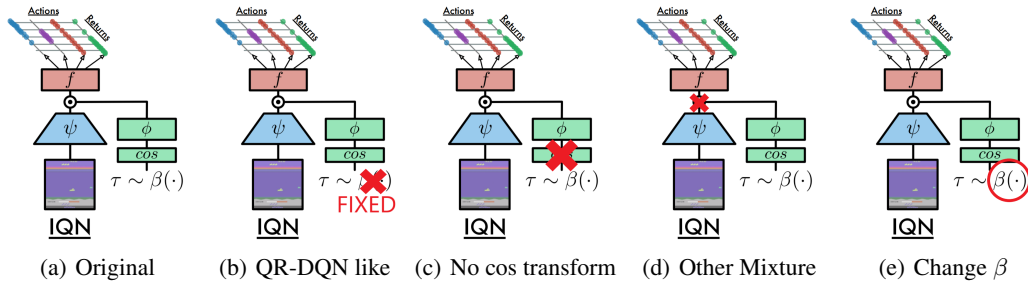 Actions Returns
f
ψ
ϕ
cos
τ ∼ β(·)
IQN
(a) Original
Actions Returns
f
ψ
ϕ
cos
τ ∼ β(·)
FIXED
IQN
(b) QR-DQN like
Actions Returns
f
ψ
ϕ
τ ∼ β(·)
IQN
(c) No cos transform
Actions Returns
f
ψ
ϕ
cos
τ ∼ β(·)
IQN
(d) Other Mixture
Actions Returns
f
ψ
ϕ
cos
τ ∼ β(·)
IQN
(e) Change β